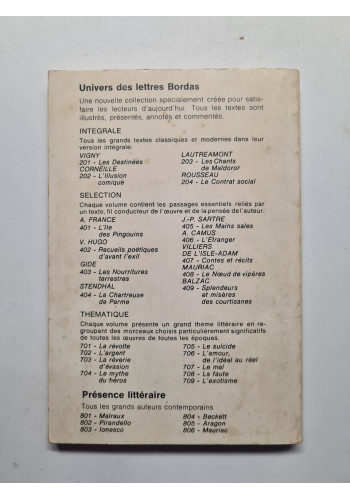 Univers des lettres Bordas
Une nouvelle collection spécialement créée pour satis-
faire les lecteurs d'aujourd'hui. Tous les textes sont
illustrés, présentés, annotés et commentés.
INTEGRALE
Tous les grands textes classiques et modernes dans leur
version intégrale.
VIGNY
201 - Les Destinées
CORNEILLE
202 - L'Illusion
comique
LAUTREAMONT
203 - Les Chants
de Maldoror
ROUSSEAU
204 - Le Contrat social
SELECTION
Chaque volume contient les passages essentiels reliés par
un texte, fil conducteur de l'œuvre et de la pensée de l'auteur.
A. FRANCE
401 - L'Ile
des Pingouins
V. HUGO
402 - Recueils poétiques
d'avant l'exil
GIDE
403 - Les Nourritures
terrestres
STENDHAL
404 - La Chartreuse
de Parme
J.-P. SARTRE
405 - Les Mains sales
A. CAMUS
406 - L'Etranger
VILLIERS
DE L'ISLE-ADAM
407 - Contes et récits
MAURIAC
408 - Le Nœud de vipères
BALZAC
409 - Splendeurs
et misères
des courtisanes
THEMATIQUE
Chaque volume présente un grand thème littéraire en re-
groupant des morceaux choisis particulièrement significatifs
de toutes les œuvres de toutes les époques.
701 - La révolte
702 - L'argent
703 - La rêverie
d'évasion
704 - Le mythe
du héros
705 - Le suicide
706 - L'amour,
de l'idéal au réel
707 - Le mal
708 - La faute
709 - L'exotisme
Présence littéraire
Tous les grands auteurs contemporains
801 - Malraux
802 - Pirandello
803 - Ionesco
804 - Beckett
805 - Aragon
806 - Mauriac